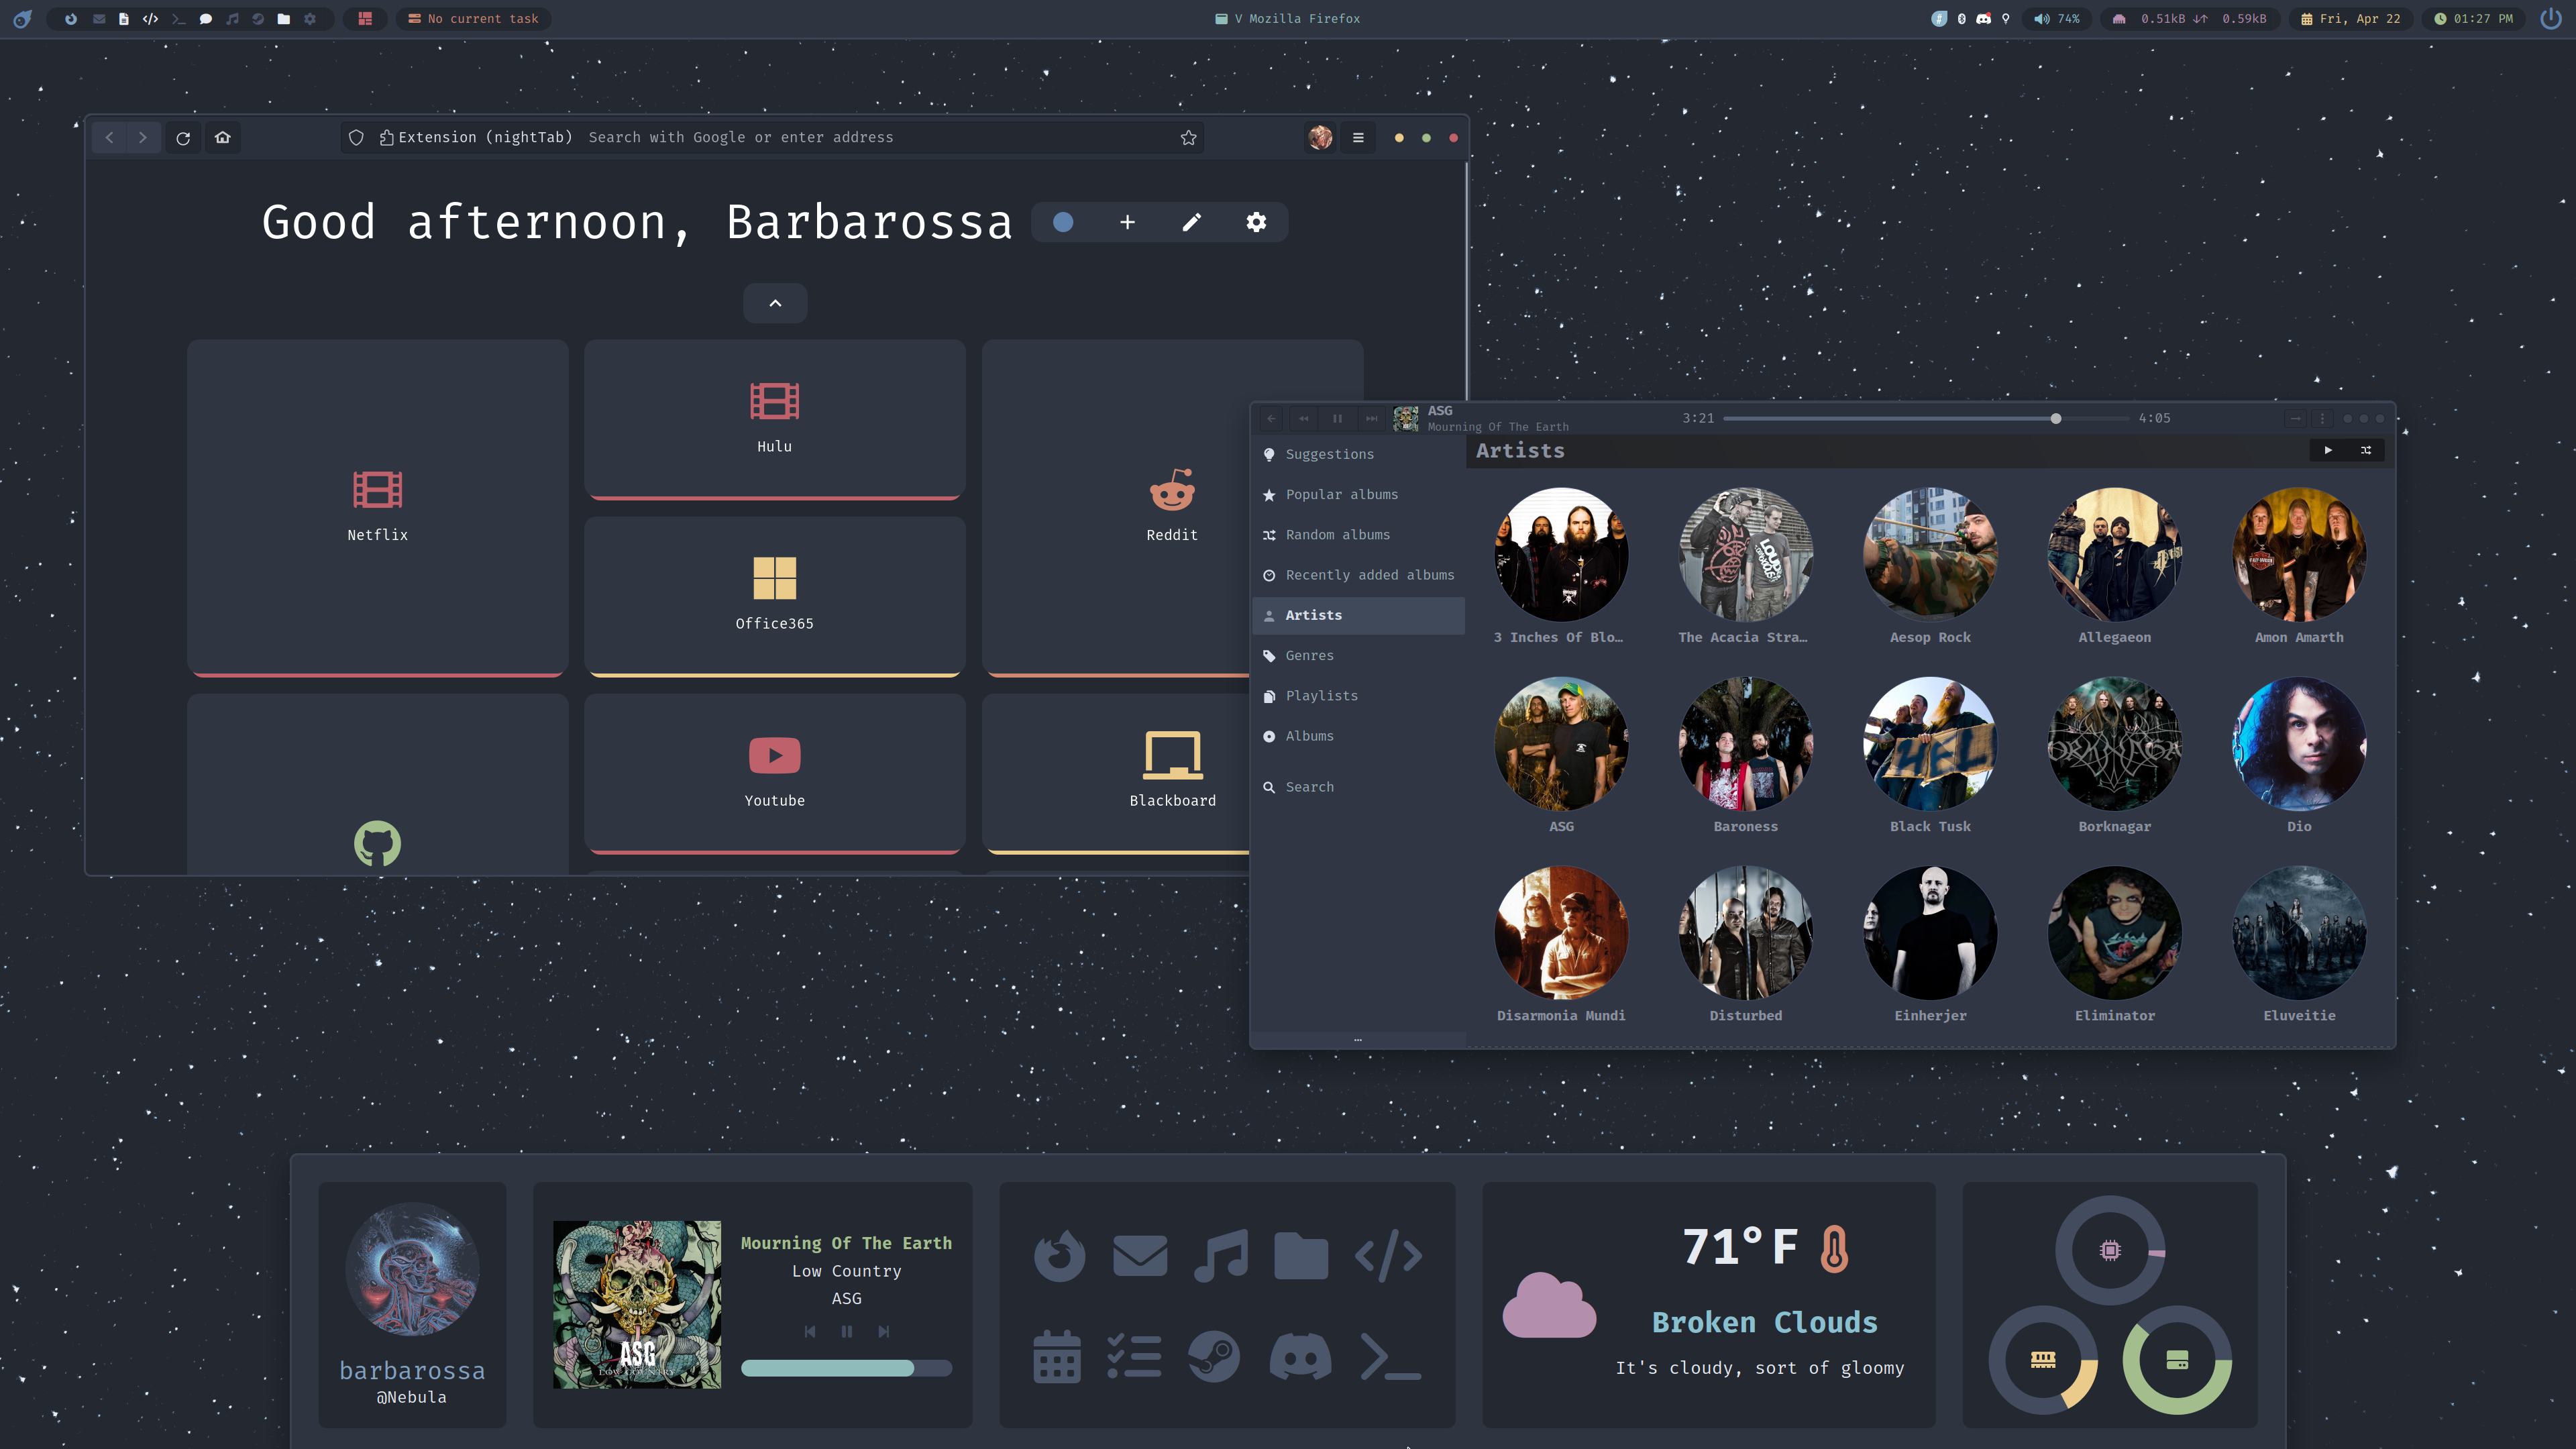 No current task
V Mozilla Firefox
74%
0.51kB ↓↑ 0.59kB
Fri, Apr 22
01:27 PM
Extension (nightTab) Search with Google or enter address
Good afternoon, Barbarossa
Netflix
Hulu
Reddit
Office365
Youtube
Blackboard
ASG
Mourning Of The Earth
3:21
4:05
Suggestions
Popular albums
Random albums
Recently added albums
Artists
Genres
Playlists
Albums
Search
...
Artists
3 Inches Of Blo…
The Acacia Stra…
Aesop Rock
Allegaeon
Amon Amarth
ASG
Baroness
Black Tusk
Borknagar
Dio
Disarmonia Mundi
Disturbed
Einherjer
Eliminator
Eluveitie
barbarossa
@Nebula
ASG
LOW COUNTRY
Mourning Of The Earth
Low Country
ASG
71°F
Broken Clouds
It's cloudy, sort of gloomy